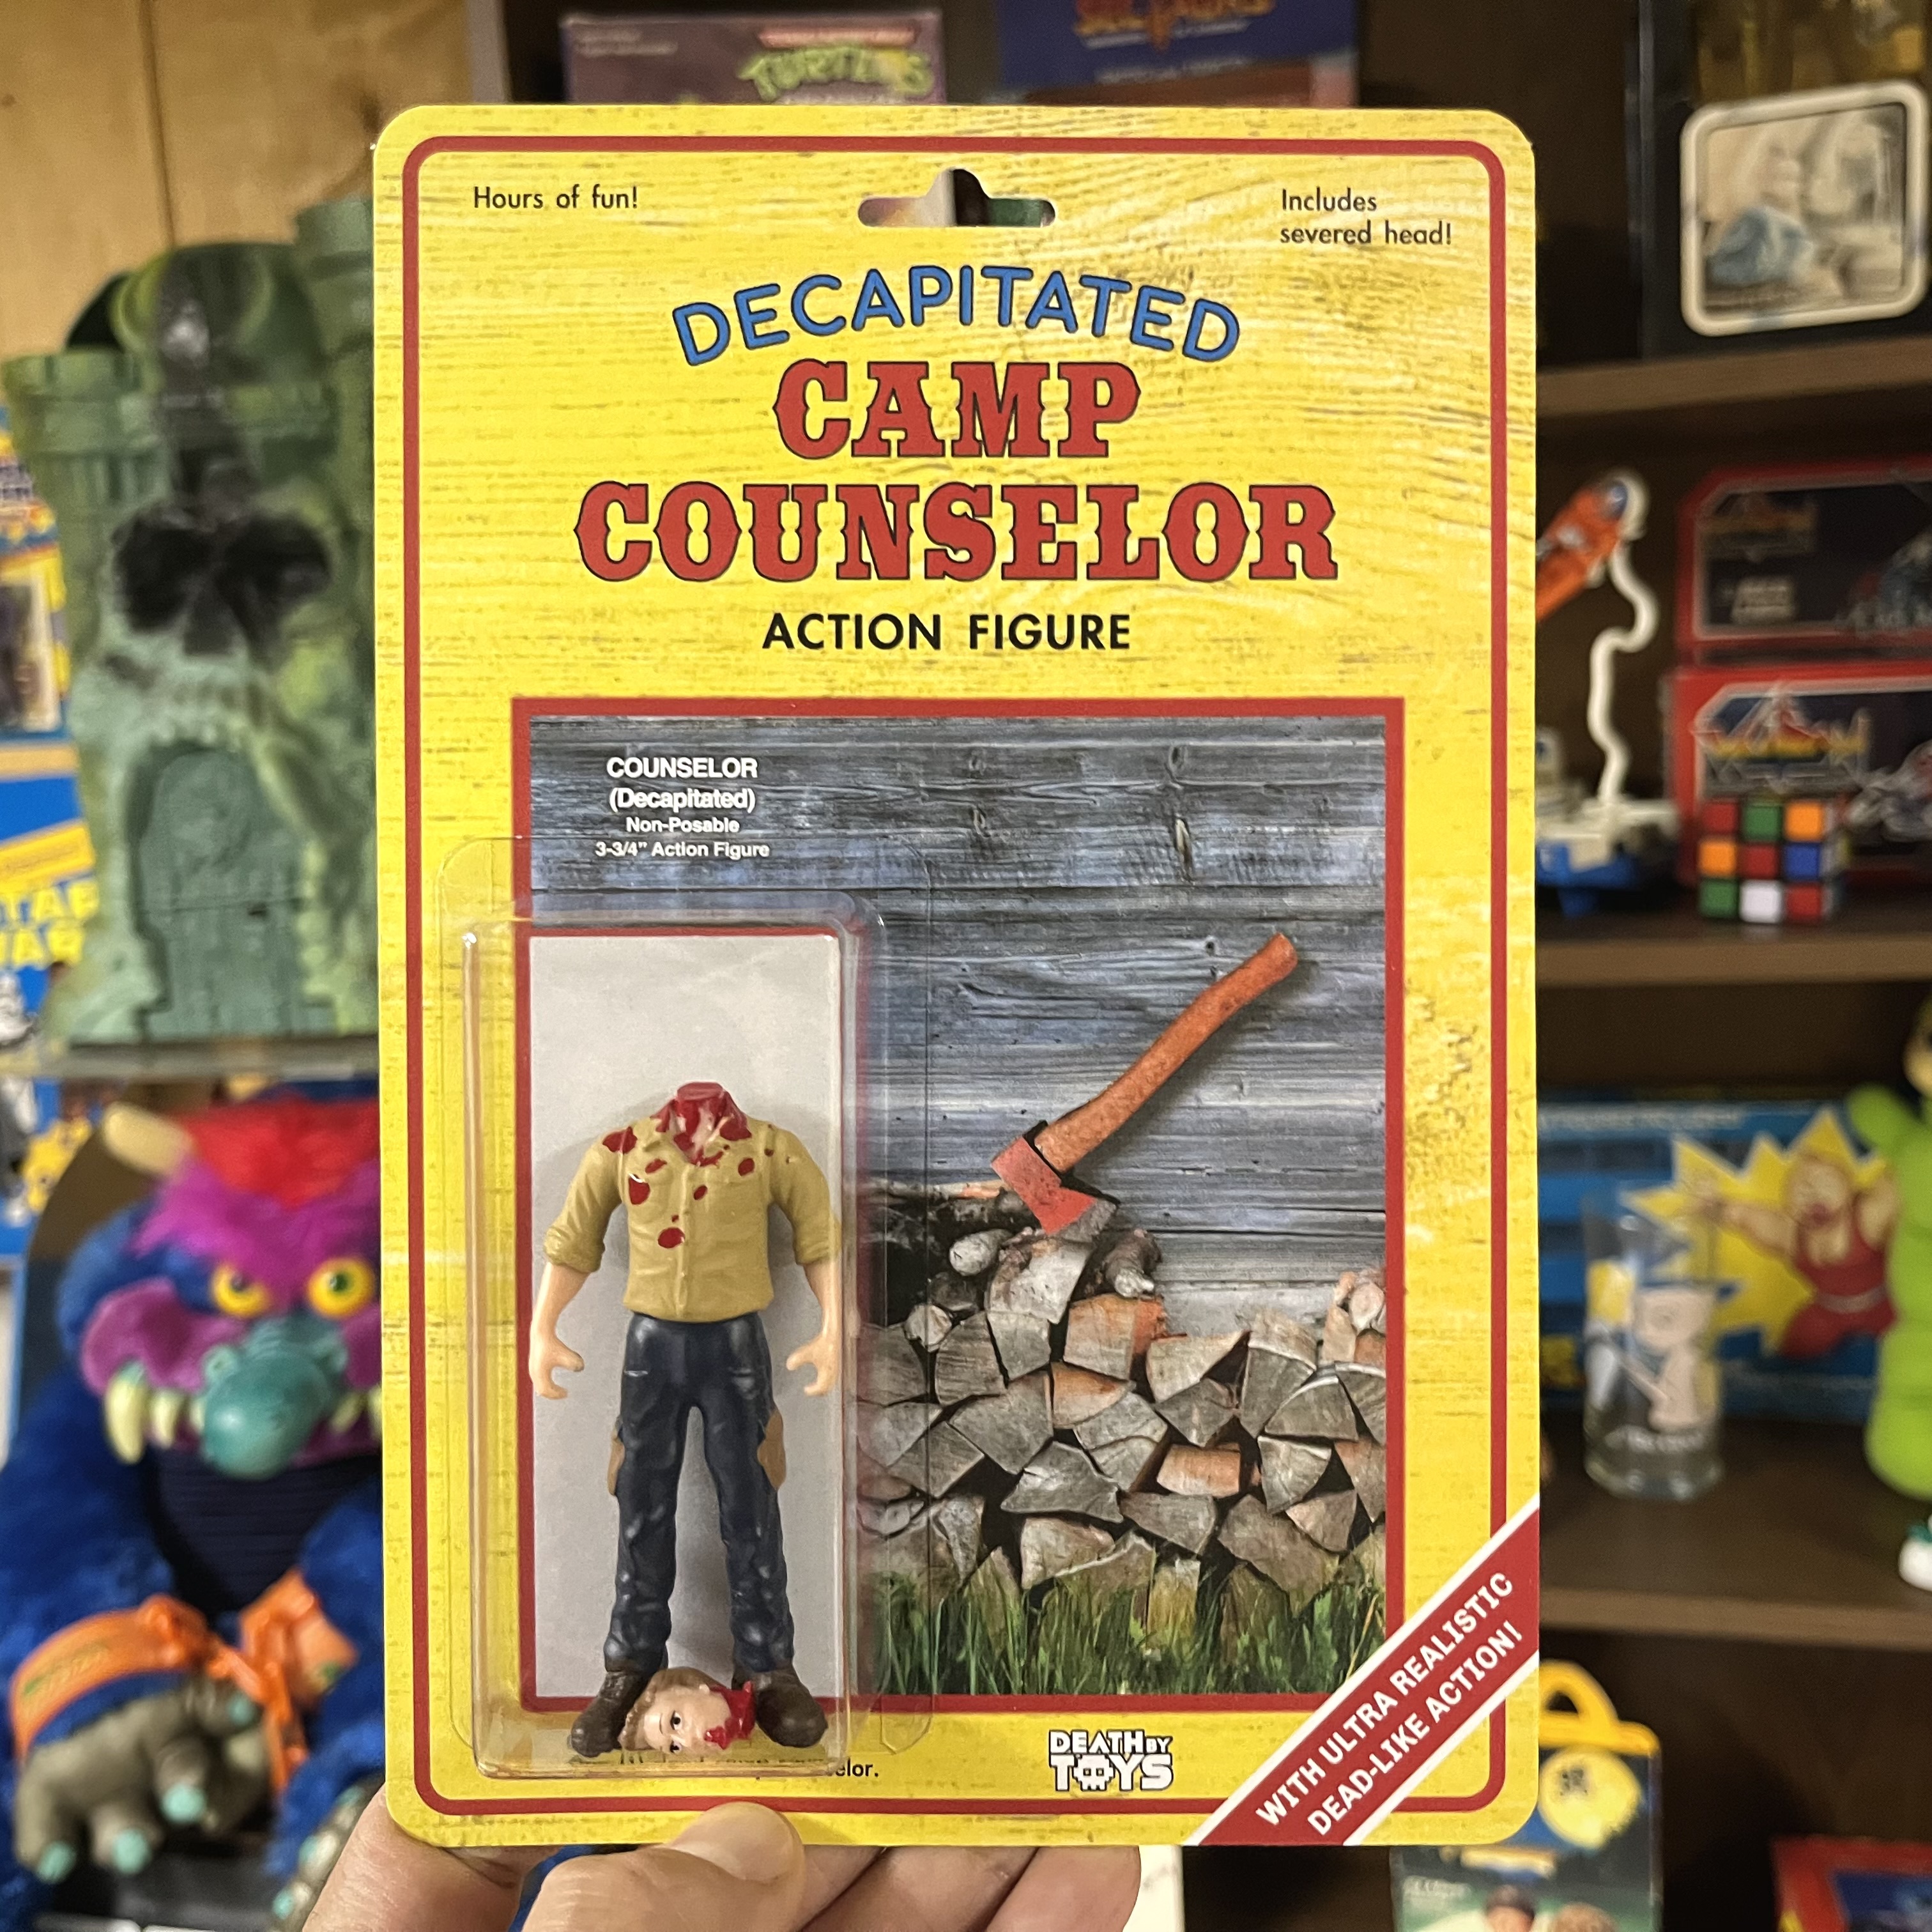 TURTLES
Hours of fun!
Includes
severed head!
DECAPITATED
CAMP
COUNSELOR
ACTION FIGURE
COUNSELOR
(Decapitated)
Non-Posable
3-3/4” Action Figure
WITH ULTRA REALISTIC
DEAD-LIKE ACTION!
DEATH BY
TOYS